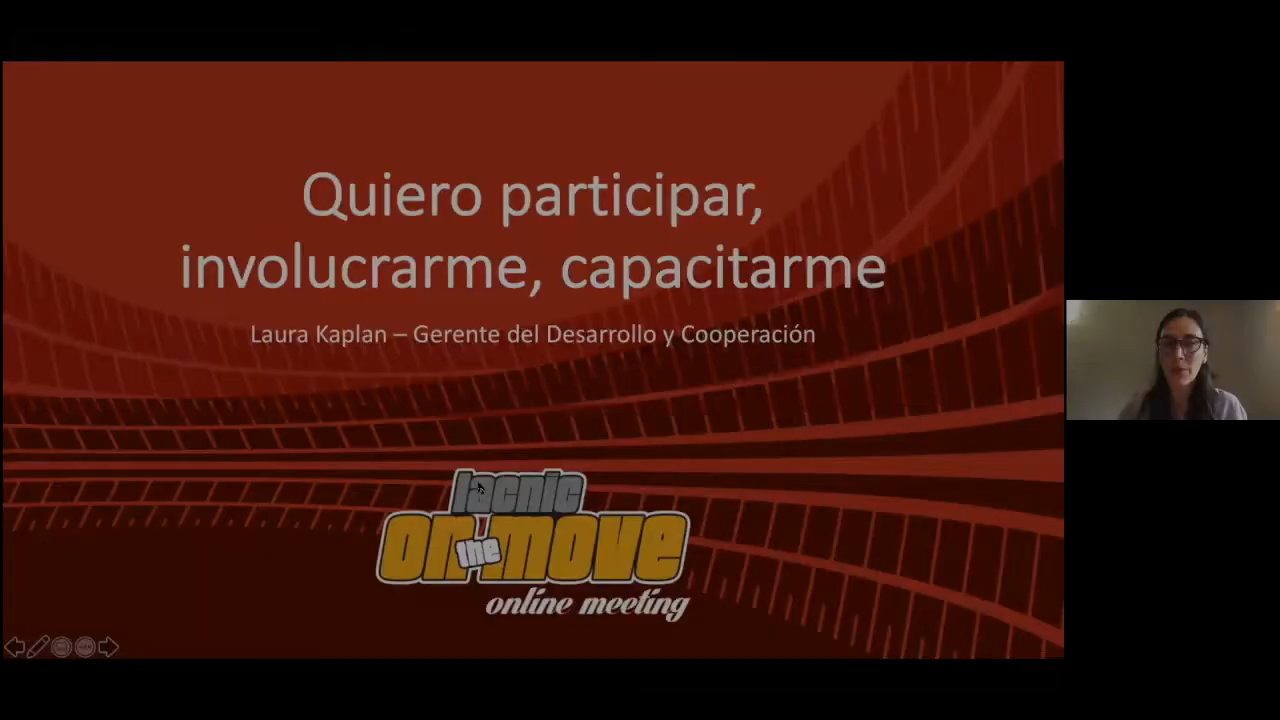 Quiero participar,
involucrarme, capacitarme
Laura Kaplan – Gerente del Desarrollo y Cooperación
lacnic
on the move
online meeting